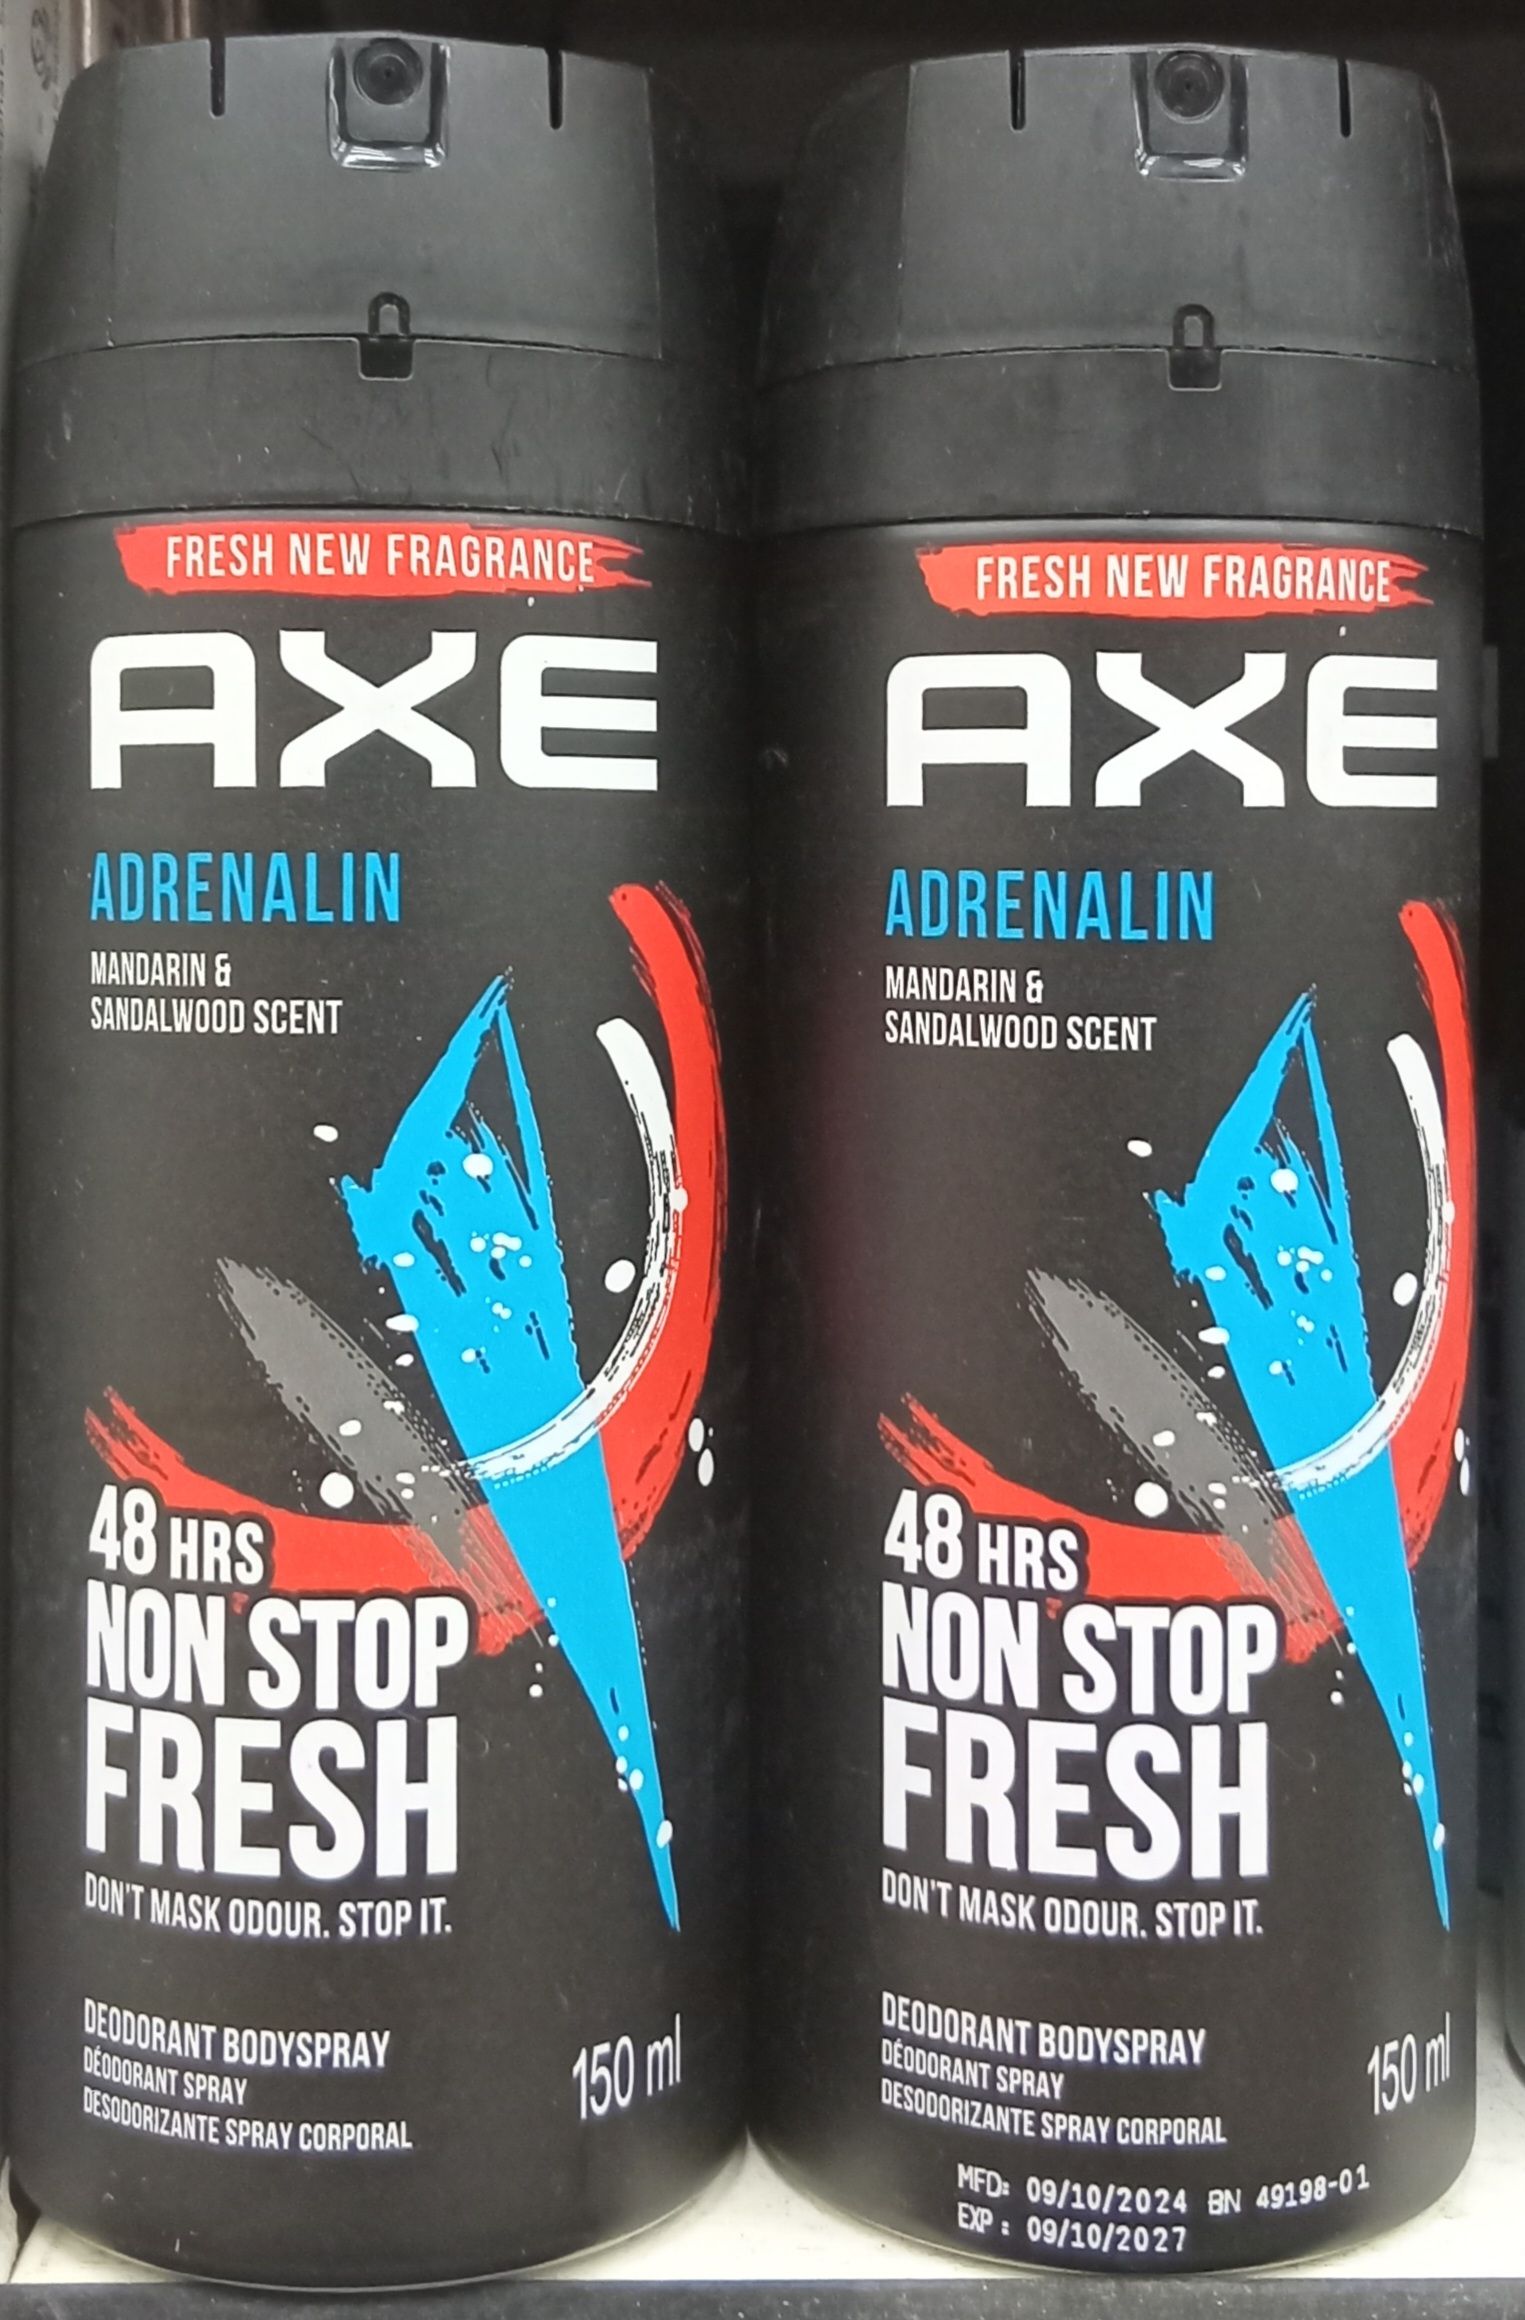 FRESH NEW FRAGRANCE
AXE
ADRENALIN
MANDARIN &
SANDALWOOD SCENT
48 HRS
NON STOP
FRESH
DON'T MASK ODOUR. STOP IT.
DEODORANT BODYSPRAY
DÉODORANT SPRAY
DESODORIZANTE SPRAY CORPORAL
150 ml
FRESH NEW FRAGRANCE
AXE
ADRENALIN
MANDARIN &
SANDALWOOD SCENT
48 HRS
NON STOP
FRESH
DON'T MASK ODOUR. STOP IT.
DEODORANT BODYSPRAY
DÉODORANT SPRAY
DESODORIZANTE SPRAY CORPORAL
150 ml
MFD: 09/10/2024 BN 49198-01
EXP : 09/10/2027